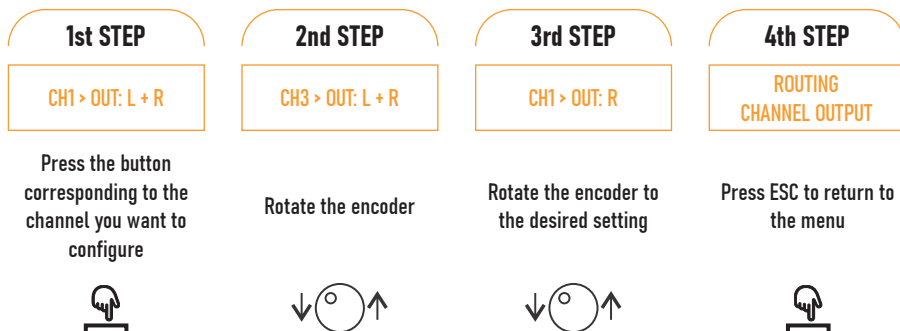 1st STEP
CH1 > OUT: L + R
Press the button
corresponding to the
channel you want to
configure
2nd STEP
CH3 > OUT: L + R
Rotate the encoder
3rd STEP
CH1 > OUT: R
Rotate the encoder to
the desired setting
4th STEP
ROUTING
CHANNEL OUTPUT
Press ESC to return to
the menu